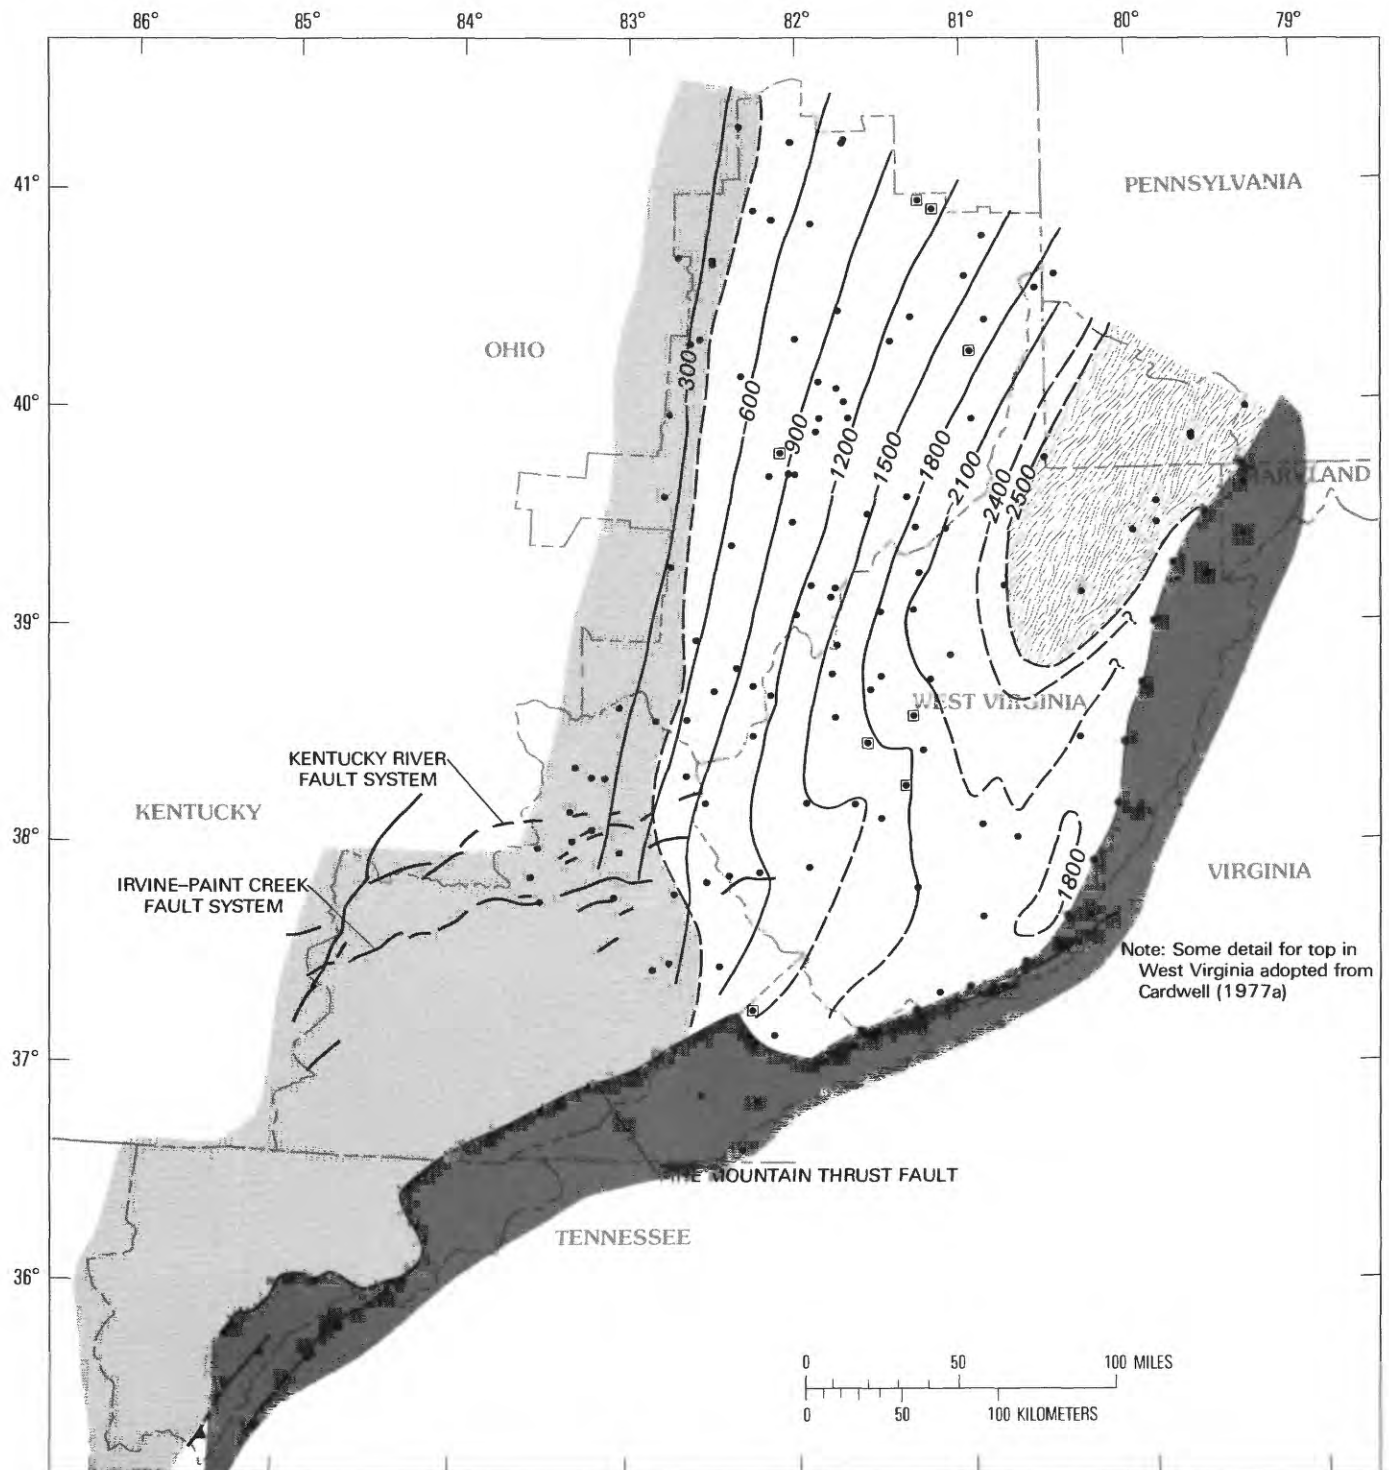 86° 85° 84° 83° 82° 81° 80° 79°
41°
PENNSYLVANIA
OHIO
300
600
40°
900
1200
1500
1800
2100
2400
2500
MARYLAND
39°
WEST VIRGINIA
KENTUCKY RIVER
FAULT SYSTEM
KENTUCKY
38°
IRVINE–PAINT CREEK
FAULT SYSTEM
1800
VIRGINIA
Note: Some detail for top in
West Virginia adopted from
Cardwell (1977a)
37°
PINE MOUNTAIN THRUST FAULT
TENNESSEE
36°
0 50 100 MILES
0 50 100 KILOMETERS